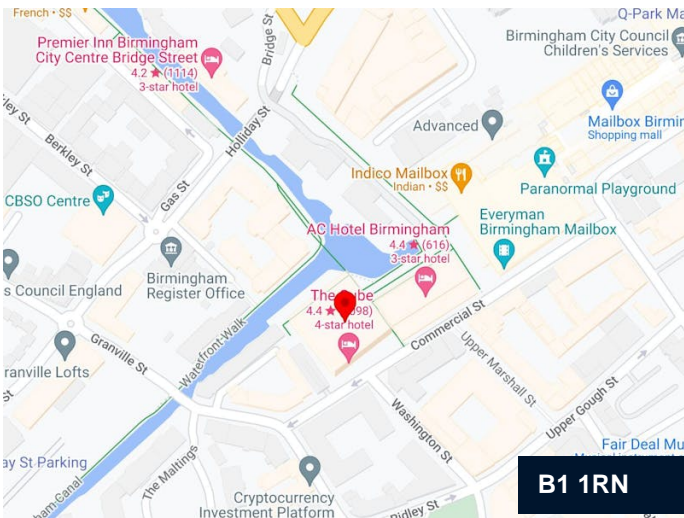 French • $$
Q-Park Ma
Premier Inn Birmingham
City Centre Bridge Street
4.2 ★ (1114)
3-star hotel
Bridge St
Birmingham City Council
Children's Services
Holliday St
Berkley St
Gas St
Advanced
Mailbox Birmin
Shopping mall
Indico Mailbox
Indian • $$
Paranormal Playground
CBSO Centre
AC Hotel Birmingham
4.4 ★ (616)
3-star hotel
Everyman
Birmingham Mailbox
Birmingham
Register Office
s Council England
4.4 ★
098)
4-star hotel
Waterfront-Walk
Commercial St
Granville St
ranville Lofts
Upper Marshall St
Upper Gough St
Washington St
ay St Parking
The Maltings
ham Canal
Fair Deal Mu
Cryptocurrency
Investment Platform
Ridley St
B1 1RN